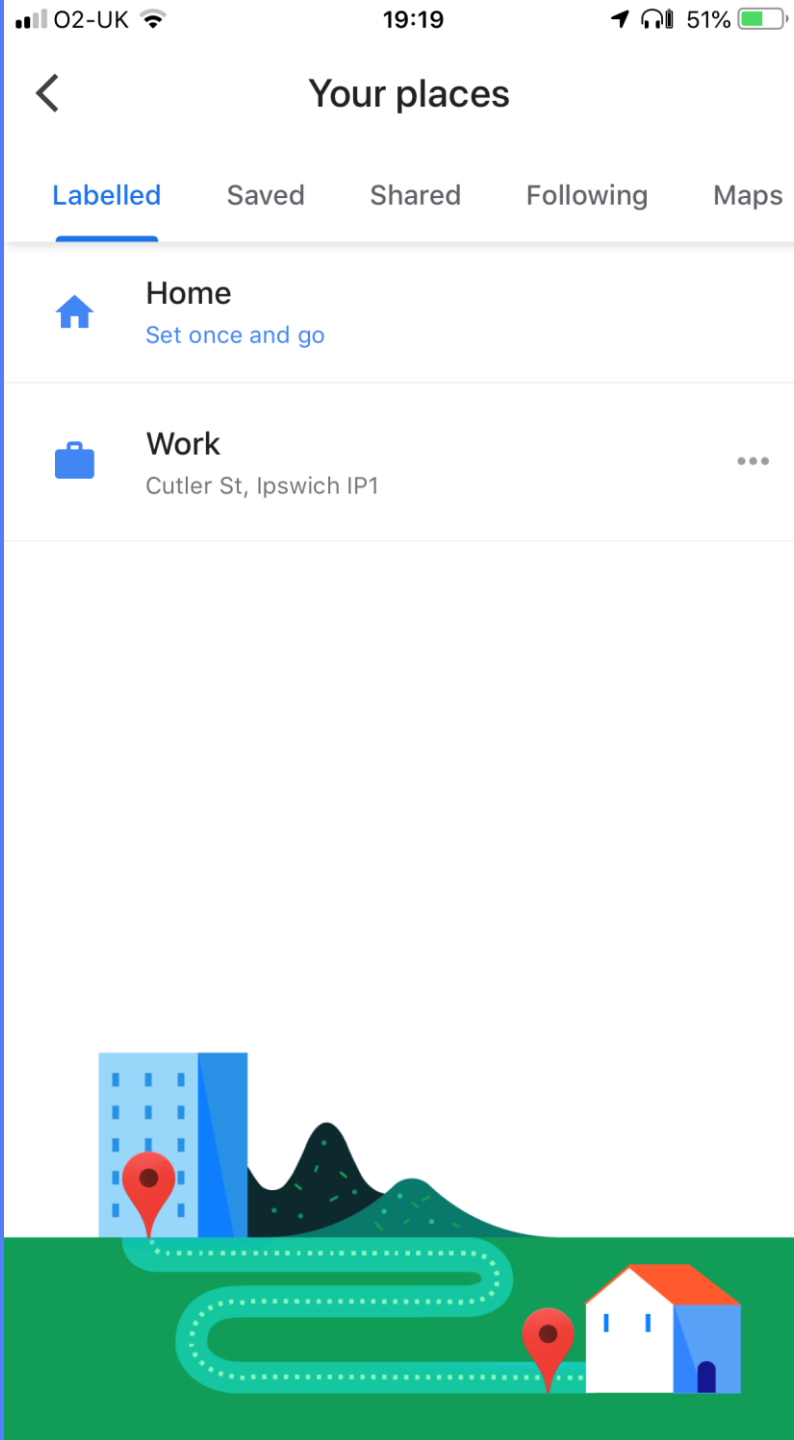 O2-UK 19:19 51%
Your places
Labelled Saved Shared Following Maps
Home
Set once and go
Work
Cutler St, Ipswich IP1